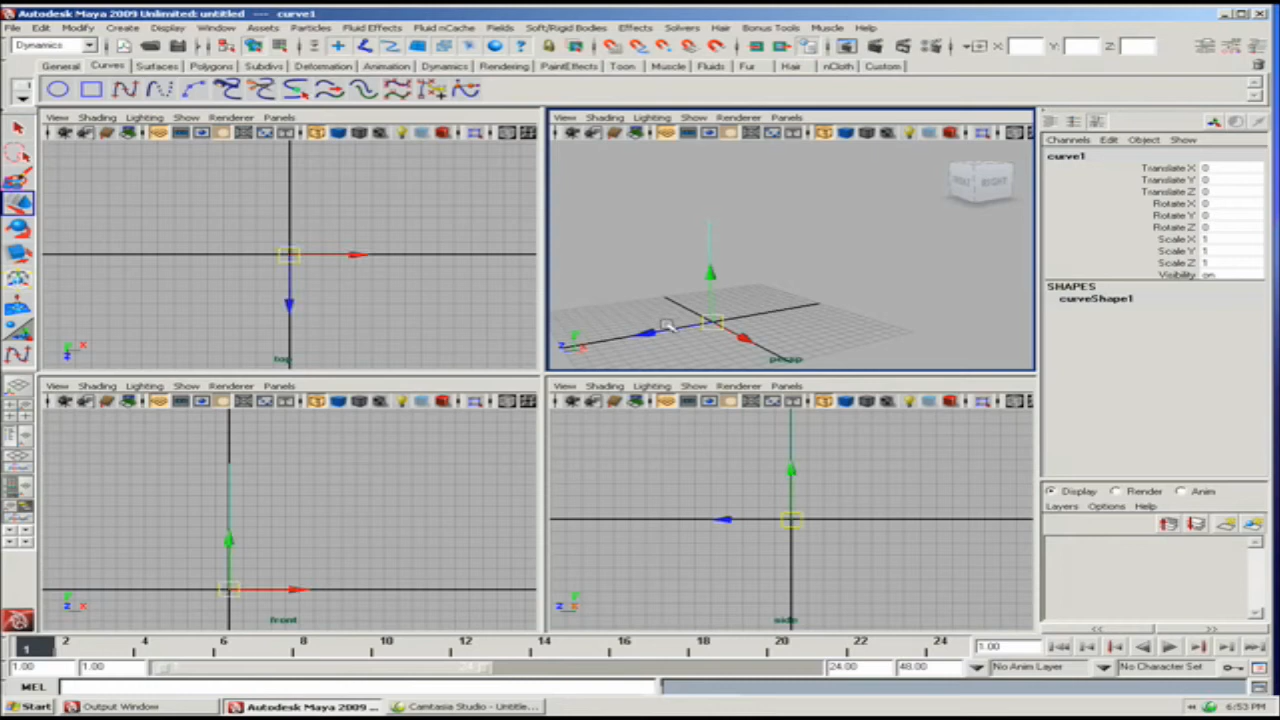 Autodesk Maya 2009 Unlimited: untitled --- curve1
File Edit Modify Create Display Window Assets Particles Fluid Effects Fluid nCache Fields Soft/Rigid Bodies Effects Solvers Hair Bonus Tools Muscle Help
Dynamics X: Y: Z:
General Curves Surfaces Polygons Subdivs Deformation Animation Dynamics Rendering PaintEffects Toon Muscle Fluids Fur Hair nCloth Custom
View Shading Lighting Show Renderer Panels
View Shading Lighting Show Renderer Panels
Channels Edit Object Show
curve1
Translate X 0
Translate Y 0
Translate Z 0
Rotate X 0
Rotate Y 0
Rotate Z 0
Scale X 1
Scale Y 1
Scale Z 1
Visibility on
SHAPES
curveShape1
RIGHT
top
persp
View Shading Lighting Show Renderer Panels
View Shading Lighting Show Renderer Panels
front
side
Display Render Anim
Layers Options Help
1 2 4 6 8 10 12 14 16 18 20 22 24 1.00
1.00 1.00 24 24.00 48.00 No Anim Layer No Character Set
MEL
Start Output Window Autodesk Maya 2009 ... Camtasia Studio - Untitle... 6:53 PM